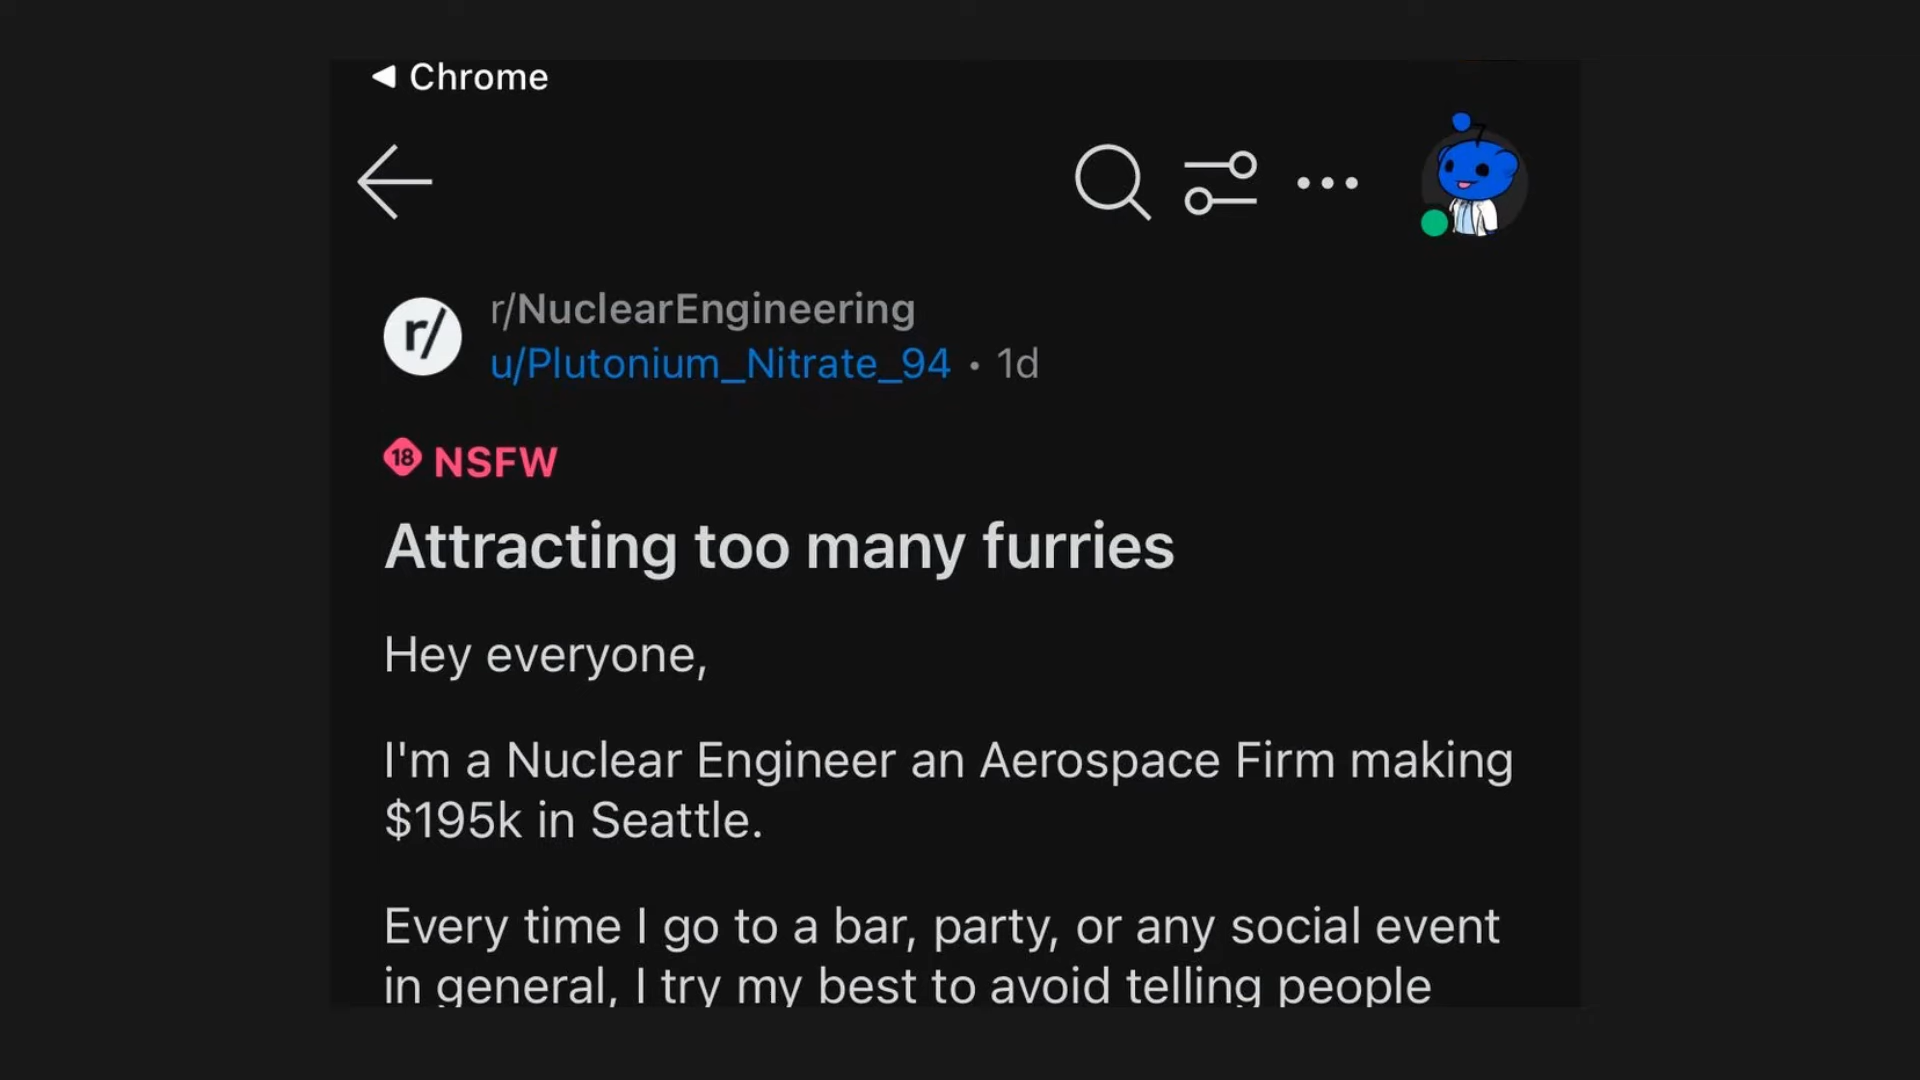 ◀ Chrome
r/NuclearEngineering
r/
u/Plutonium_Nitrate_94 • 1d
18 NSFW
Attracting too many furries
Hey everyone,
I'm a Nuclear Engineer an Aerospace Firm making
$195k in Seattle.
Every time I go to a bar, party, or any social event
in general, I try my best to avoid telling people